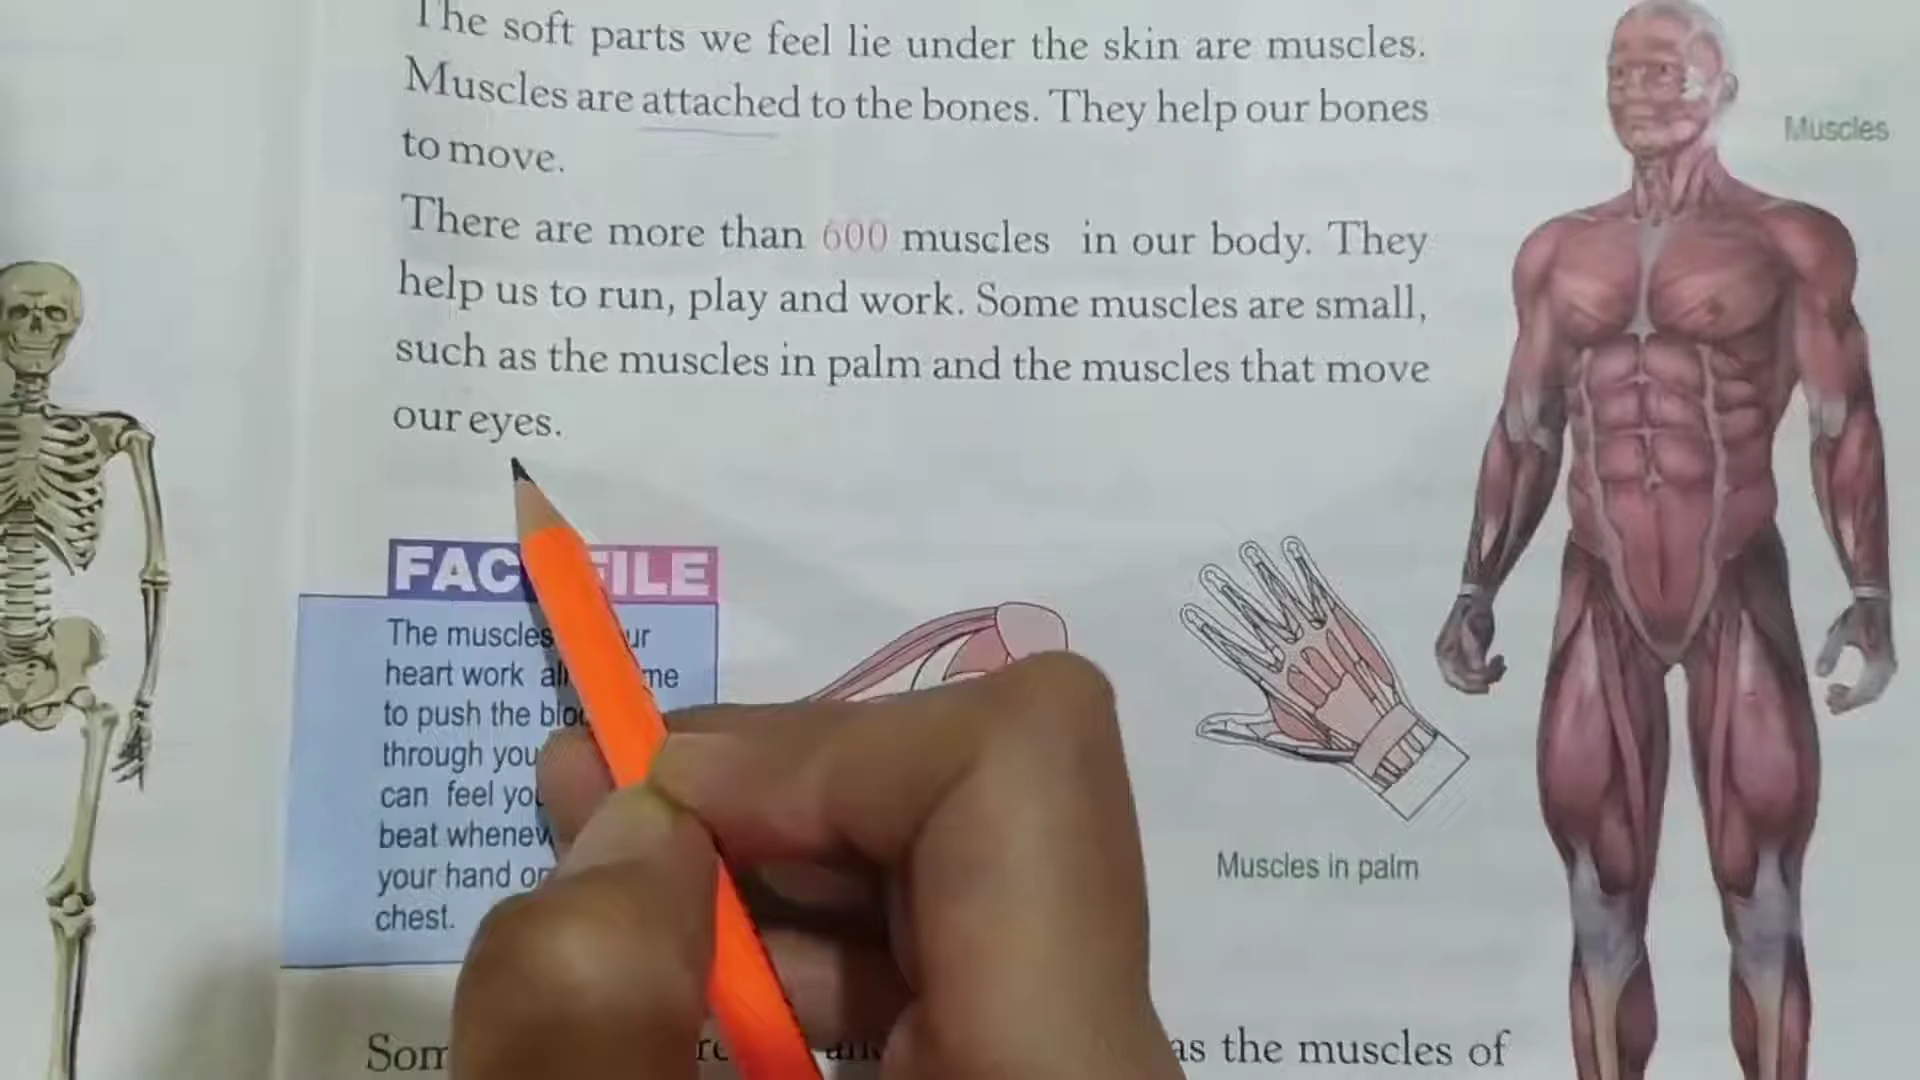 The soft parts we feel lie under the skin are muscles.
Muscles are attached to the bones. They help our bones
to move.
There are more than 600 muscles in our body. They
help us to run, play and work. Some muscles are small,
such as the muscles in palm and the muscles that move
our eyes.
Muscles
FAC FILE
The muscles
heart work
to push the
through
can feel
beat
your hand
chest.
Muscles in palm
as the muscles of